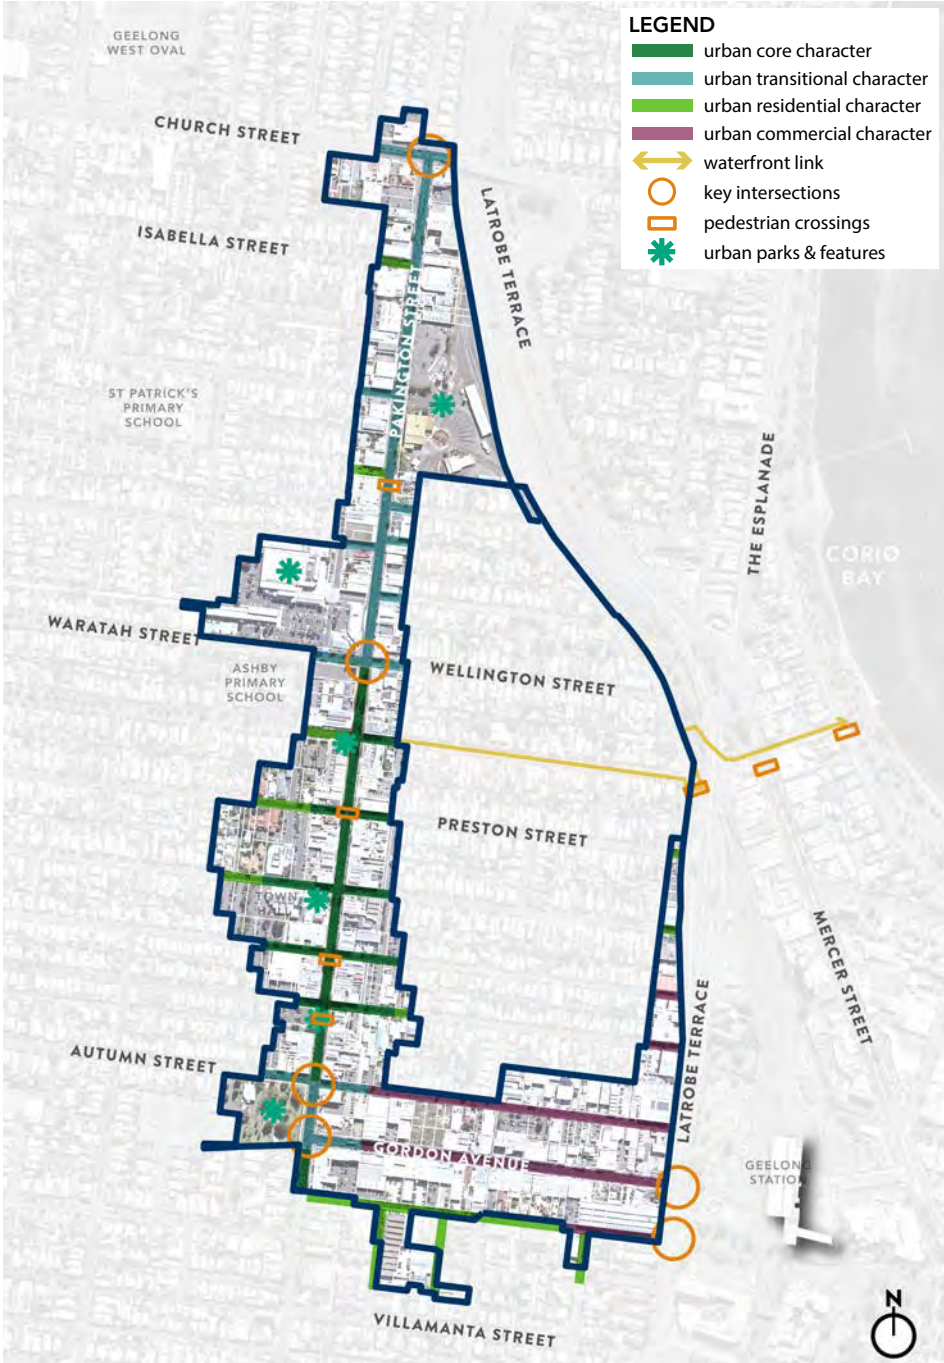 LEGEND
urban core character
urban transitional character
urban residential character
urban commercial character
waterfront link
key intersections
pedestrian crossings
urban parks & features
GEELONG
WEST OVAL
CHURCH STREET
ISABELLA STREET
LATROBE TERRACE
PAKINGTON STREET
ST PATRICK'S
PRIMARY
SCHOOL
THE ESPLANADE
CORIO
BAY
WARATAH STREET
ASHBY
PRIMARY
SCHOOL
WELLINGTON STREET
PRESTON STREET
TOWN
HALL
MERCER STREET
AUTUMN STREET
LATROBE TERRACE
GORDON AVENUE
GEELONG
STATION
VILLAMANTA STREET
N